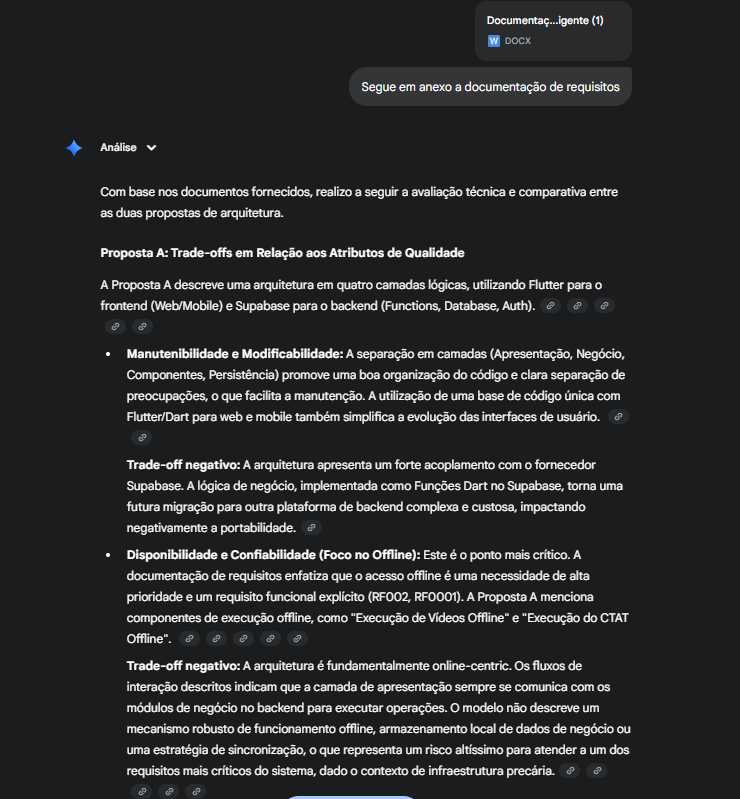 Documentaç...igente (1)
W DOCX
Segue em anexo a documentação de requisitos
Análise
Com base nos documentos fornecidos, realizo a seguir a avaliação técnica e comparativa entre
as duas propostas de arquitetura.
Proposta A: Trade-offs em Relação aos Atributos de Qualidade
A Proposta A descreve uma arquitetura em quatro camadas lógicas, utilizando Flutter para o
frontend (Web/Mobile) e Supabase para o backend (Functions, Database, Auth).
• Manutenibilidade e Modificabilidade: A separação em camadas (Apresentação, Negócio,
Componentes, Persistência) promove uma boa organização do código e clara separação de
preocupações, o que facilita a manutenção. A utilização de uma base de código única com
Flutter/Dart para web e mobile também simplifica a evolução das interfaces de usuário.
Trade-off negativo: A arquitetura apresenta um forte acoplamento com o fornecedor
Supabase. A lógica de negócio, implementada como Funções Dart no Supabase, torna uma
futura migração para outra plataforma de backend complexa e custosa, impactando
negativamente a portabilidade.
• Disponibilidade e Confiabilidade (Foco no Offline): Este é o ponto mais crítico. A
documentação de requisitos enfatiza que o acesso offline é uma necessidade de alta
prioridade e um requisito funcional explícito (RF002, RF0001). A Proposta A menciona
componentes de execução offline, como "Execução de Vídeos Offline" e "Execução do CTAT
Offline".
Trade-off negativo: A arquitetura é fundamentalmente online-centric. Os fluxos de
interação descritos indicam que a camada de apresentação sempre se comunica com os
módulos de negócio no backend para executar operações. O modelo não descreve um
mecanismo robusto de funcionamento offline, armazenamento local de dados de negócio ou
uma estratégia de sincronização, o que representa um risco altíssimo para atender a um dos
requisitos mais críticos do sistema, dado o contexto de infraestrutura precária.